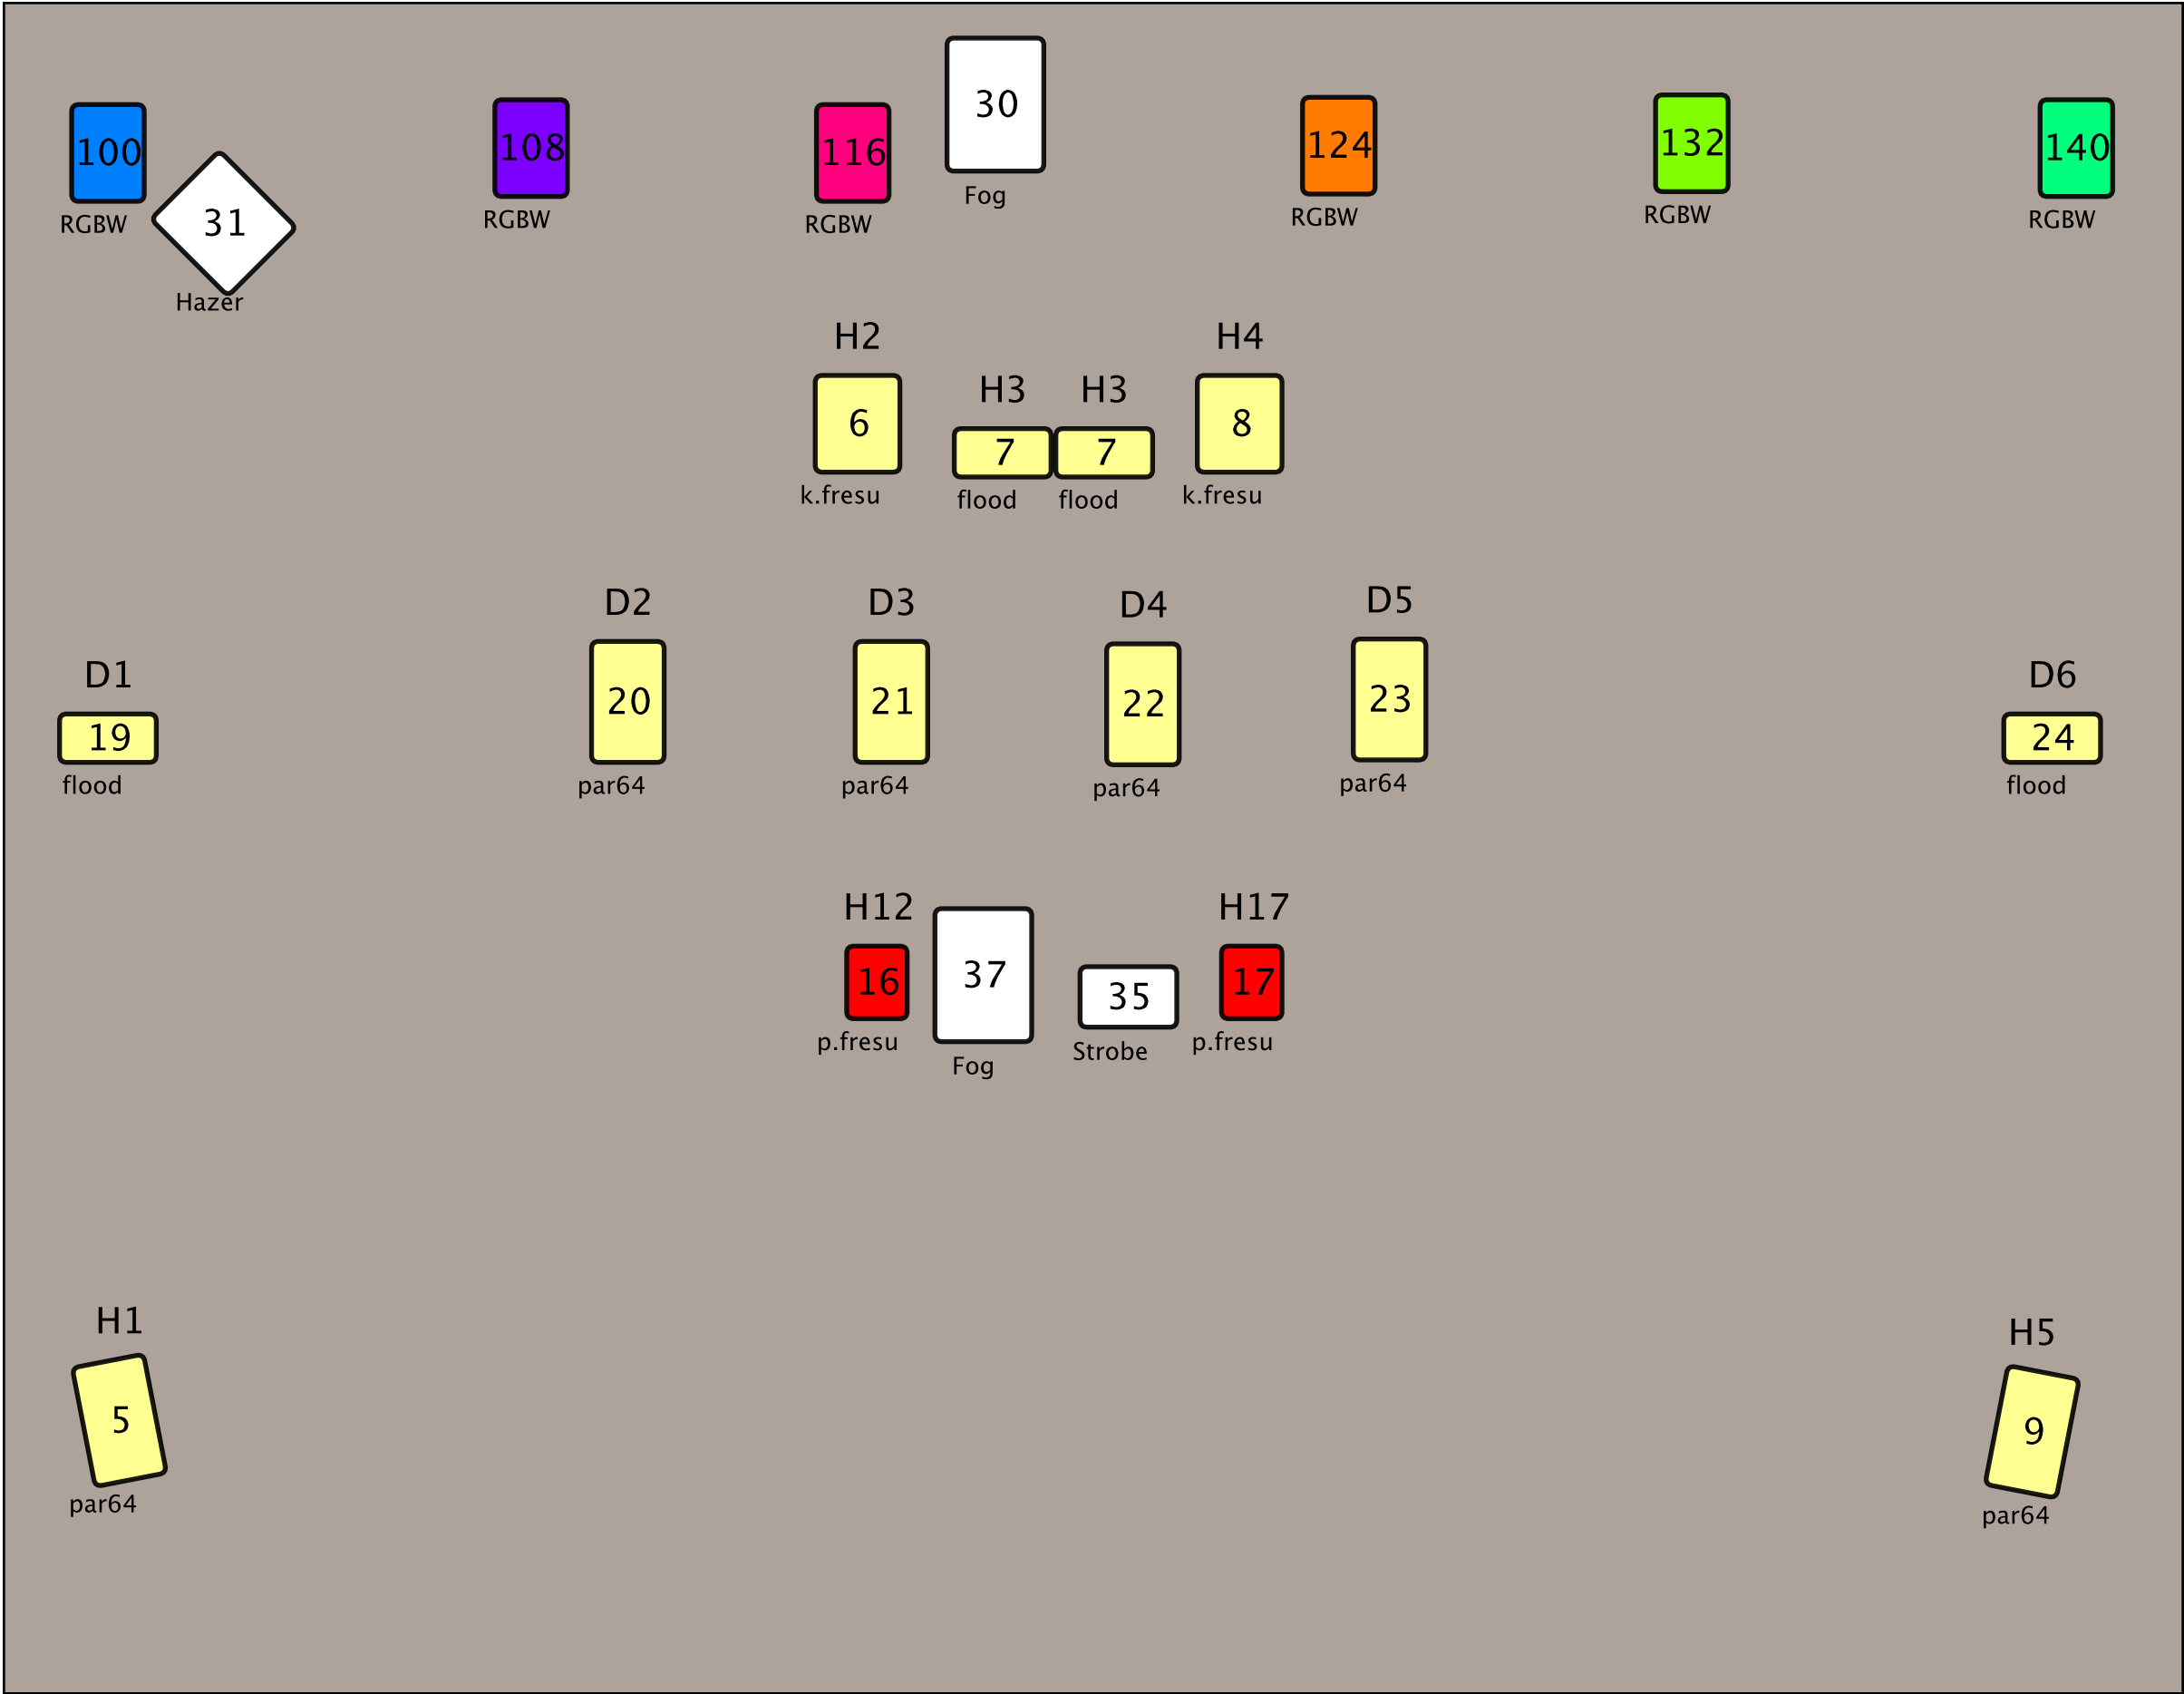 30
100
108
116
124
132
140
Fog
RGBW
RGBW
RGBW
RGBW
RGBW
RGBW
31
Hazer
H2
H3
H3
H4
6
7
7
8
k.fresu
flood
flood
k.fresu
D1
D2
D3
D4
D5
D6
19
20
21
22
23
24
flood
par64
par64
par64
par64
flood
H12
H17
16
37
35
17
p.fresu
Fog
Strobe
p.fresu
H1
H5
5
9
par64
par64